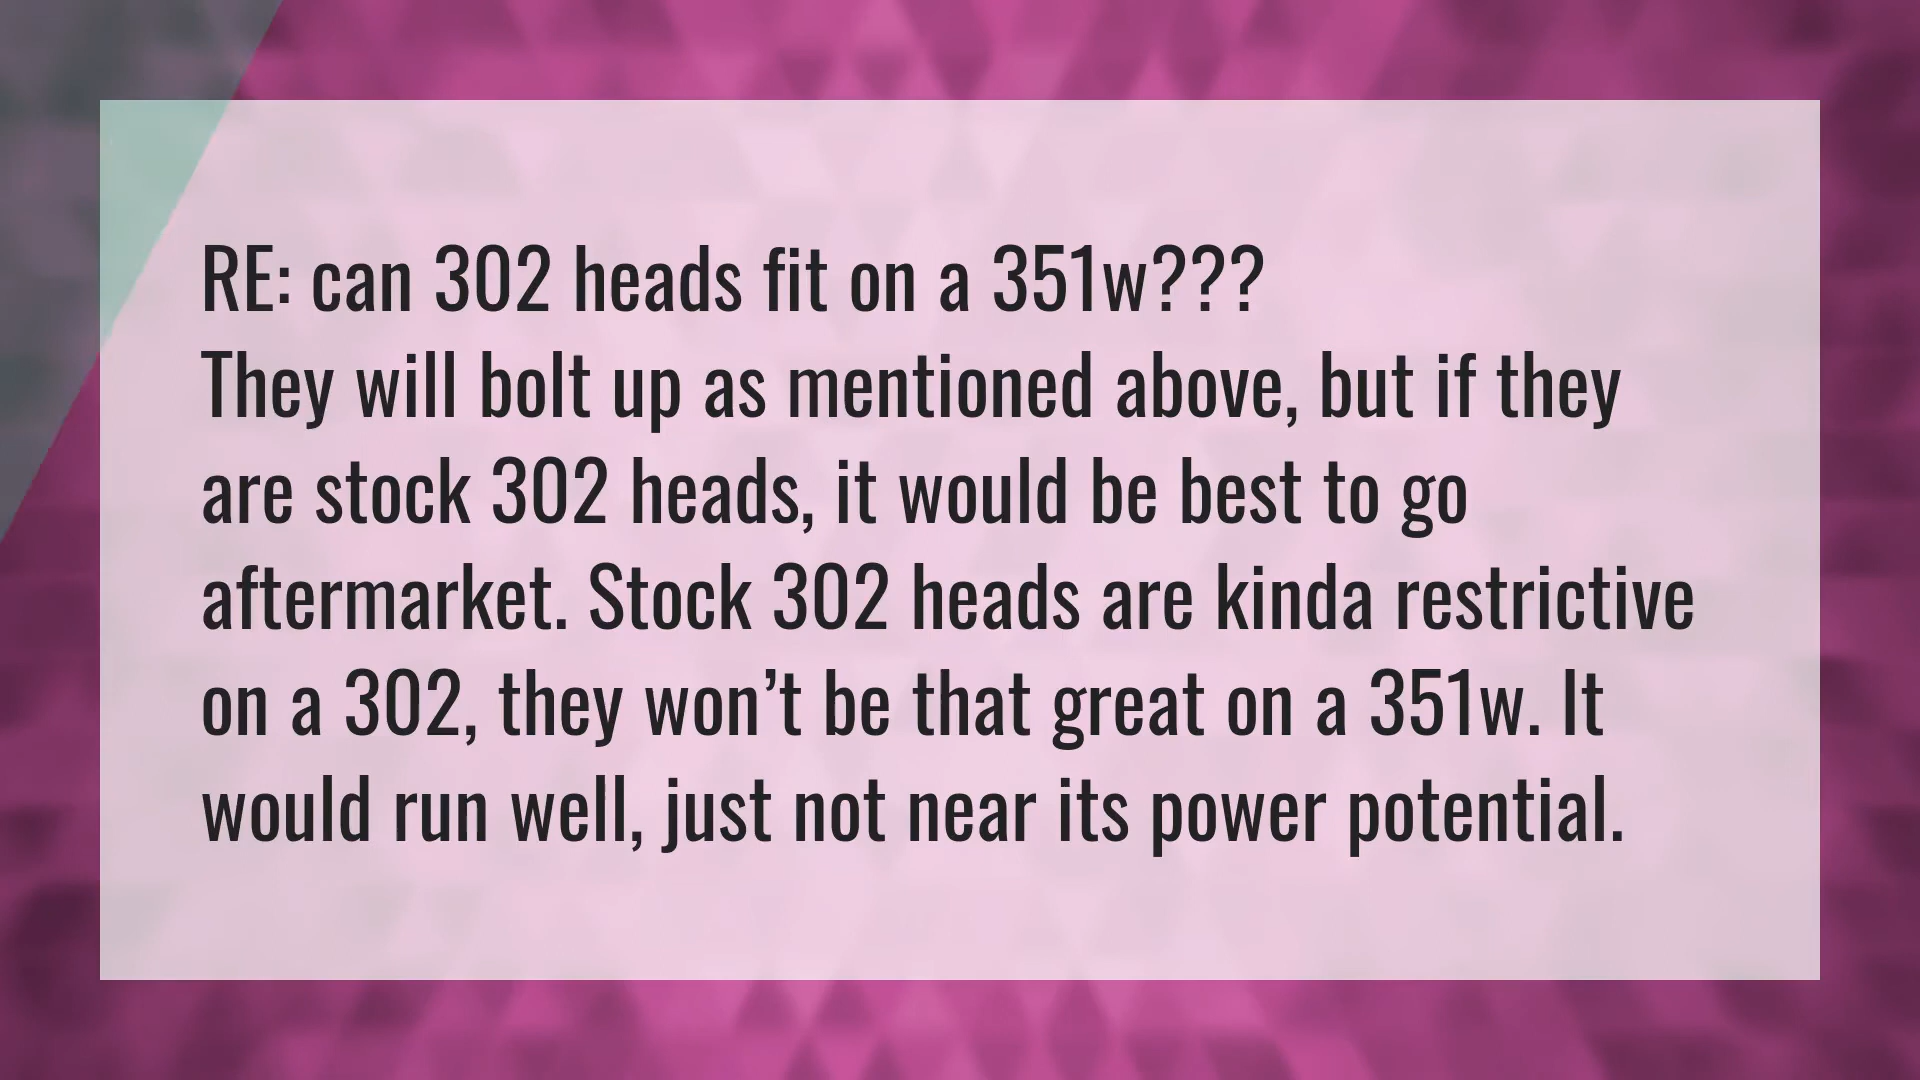 RE: can 302 heads fit on a 351w???
They will bolt up as mentioned above, but if they
are stock 302 heads, it would be best to go
aftermarket. Stock 302 heads are kinda restrictive
on a 302, they won’t be that great on a 351w. It
would run well, just not near its power potential.